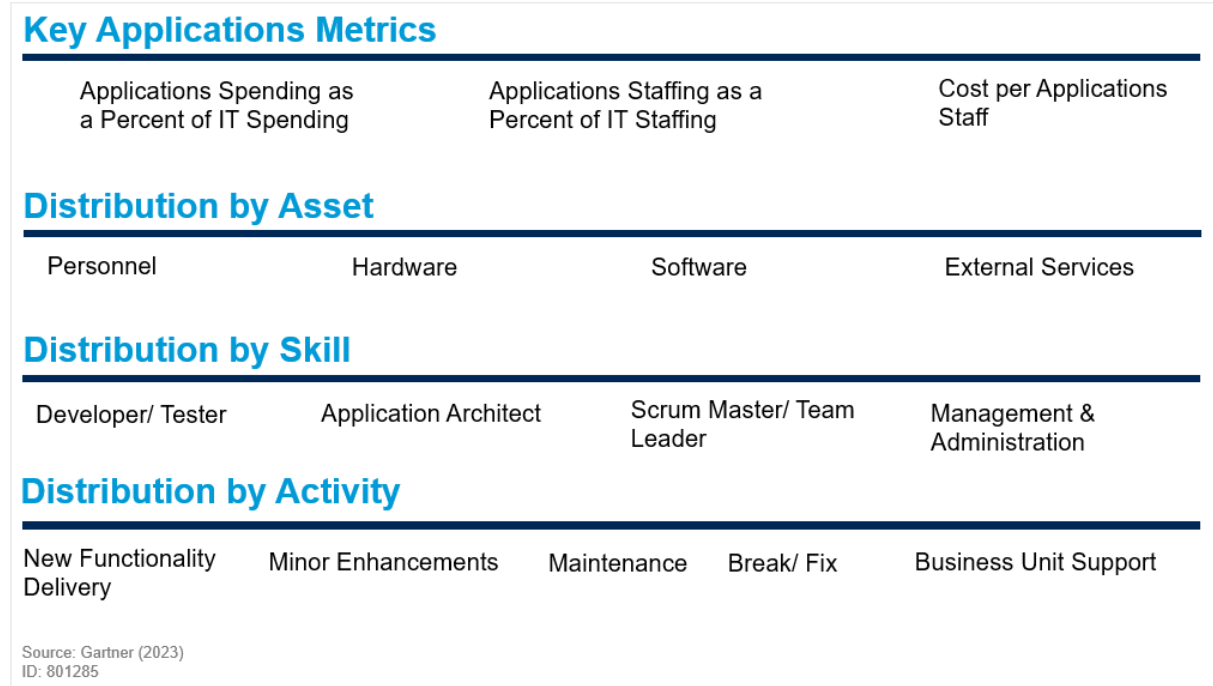 Key Applications Metrics
Applications Spending as
a Percent of IT Spending
Applications Staffing as a
Percent of IT Staffing
Cost per Applications
Staff
Distribution by Asset
Personnel
Hardware
Software
External Services
Distribution by Skill
Developer/ Tester
Application Architect
Scrum Master/ Team
Leader
Management &
Administration
Distribution by Activity
New Functionality
Delivery
Minor Enhancements
Maintenance
Break/ Fix
Business Unit Support
Source: Gartner (2023)
ID: 801285